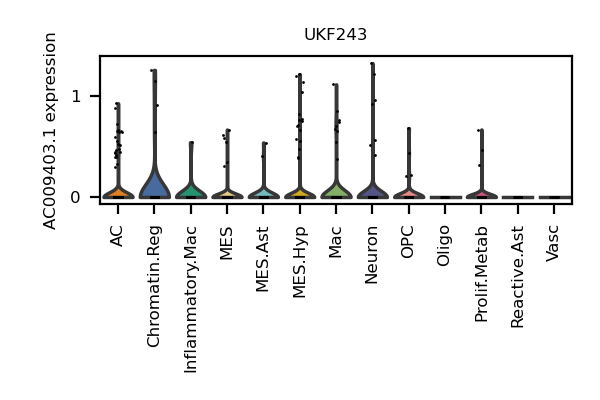 UKF243
AC009403.1 expression
1
0
AC
Chromatin.Reg
Inflammatory.Mac
MES
MES.Ast
MES.Hyp
Mac
Neuron
OPC
Oligo
Prolif.Metab
Reactive.Ast
Vasc